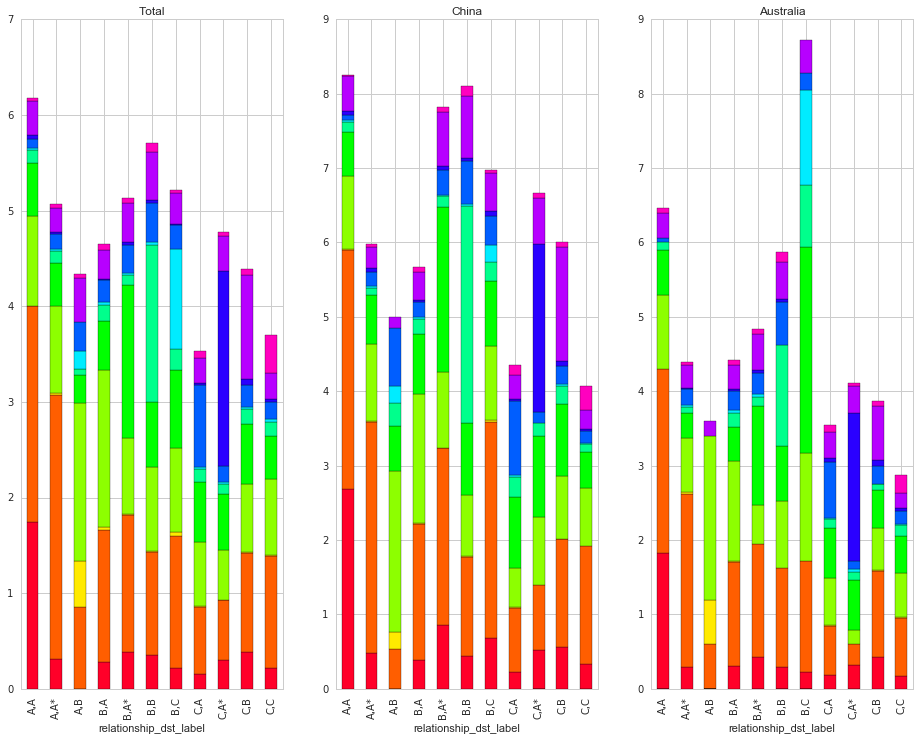 Total
7
6
5
4
3
2
1
0
A,A
A,A*
A,B
B,A
B,A*
B,B
B,C
C,A
C,A*
C,B
C,C
relationship_dst_label
China
9
8
7
6
5
4
3
2
1
0
A,A
A,A*
A,B
B,A
B,A*
B,B
B,C
C,A
C,A*
C,B
C,C
relationship_dst_label
Australia
9
8
7
6
5
4
3
2
1
0
A,A
A,A*
A,B
B,A
B,A*
B,B
B,C
C,A
C,A*
C,B
C,C
relationship_dst_label